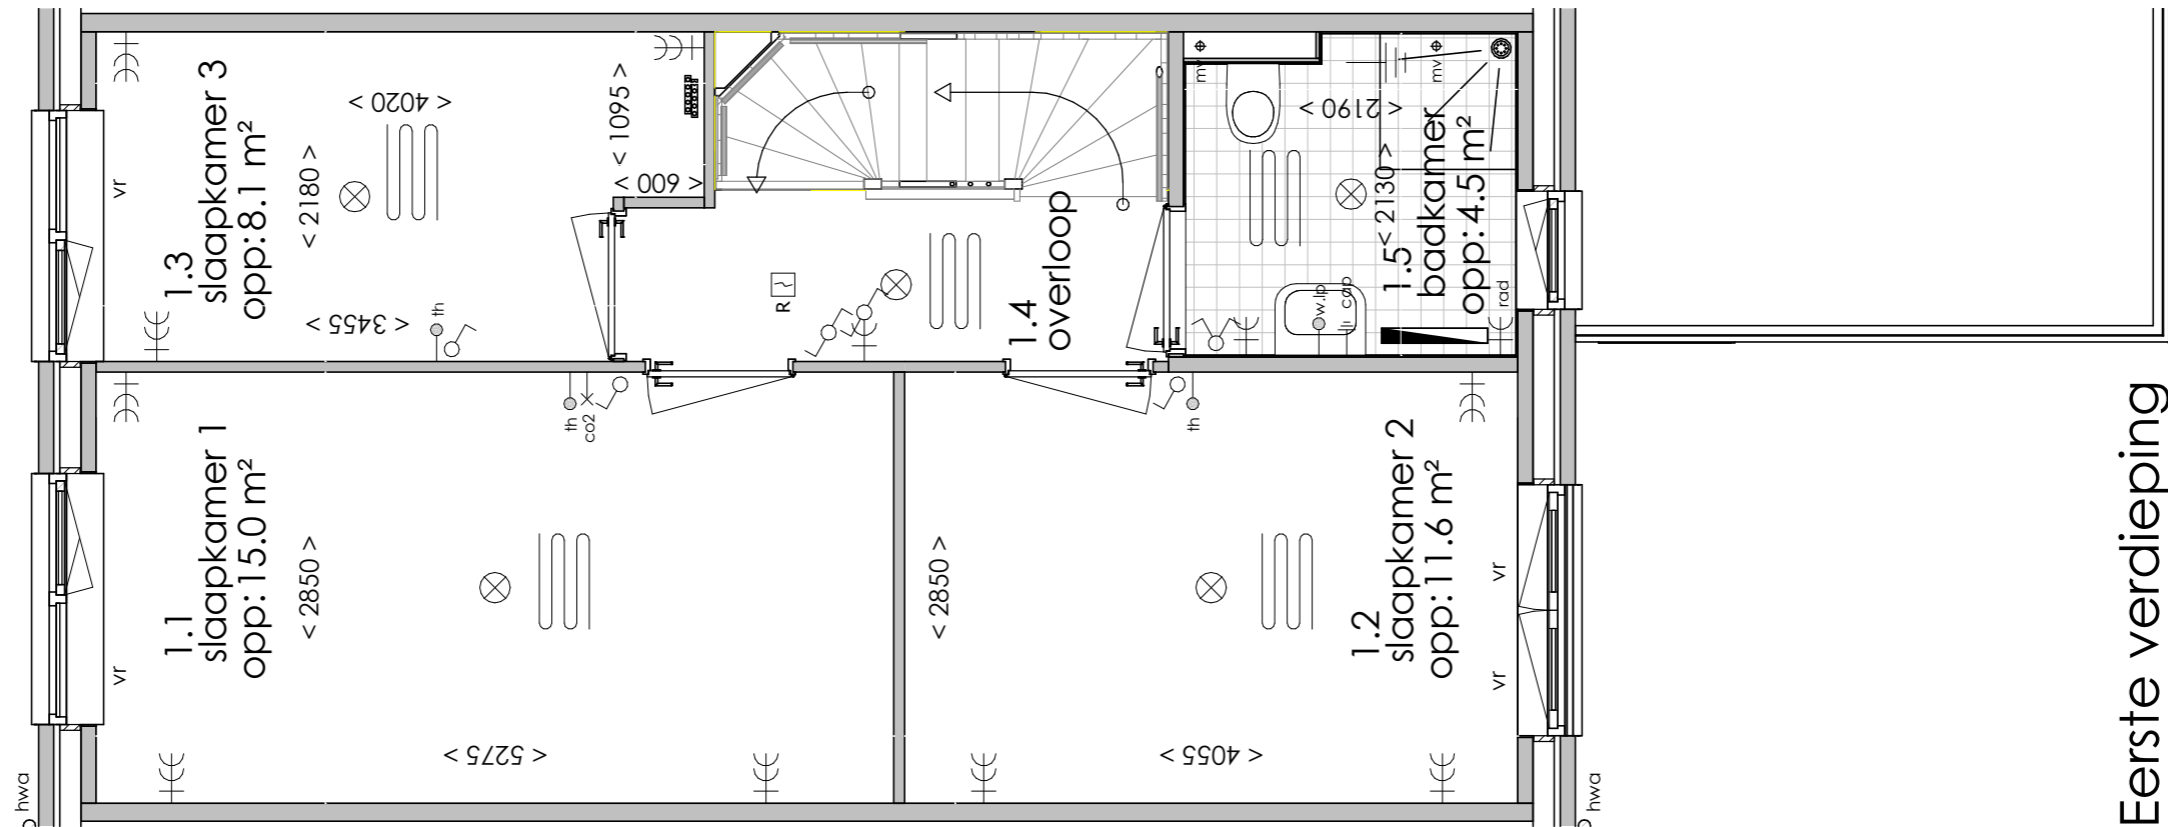 1.3
slaapkamer 3
opp:8.1 m²
< 4020 >
< 2180 >
< 1095 >
< 600 >
< 3455 >
vr
th
R
1.4
overloop
mv
mv
< 2190 >
< 2130 >
1.5
badkamer
opp:4.5 m²
w.lp
cap
rad
1.1
slaapkamer 1
opp:15.0 m²
< 2850 >
< 5275 >
vr
th
co2
1.2
slaapkamer 2
opp:11.6 m²
< 2850 >
< 4055 >
vr
vr
th
hwa
hwa
Eerste verdieping